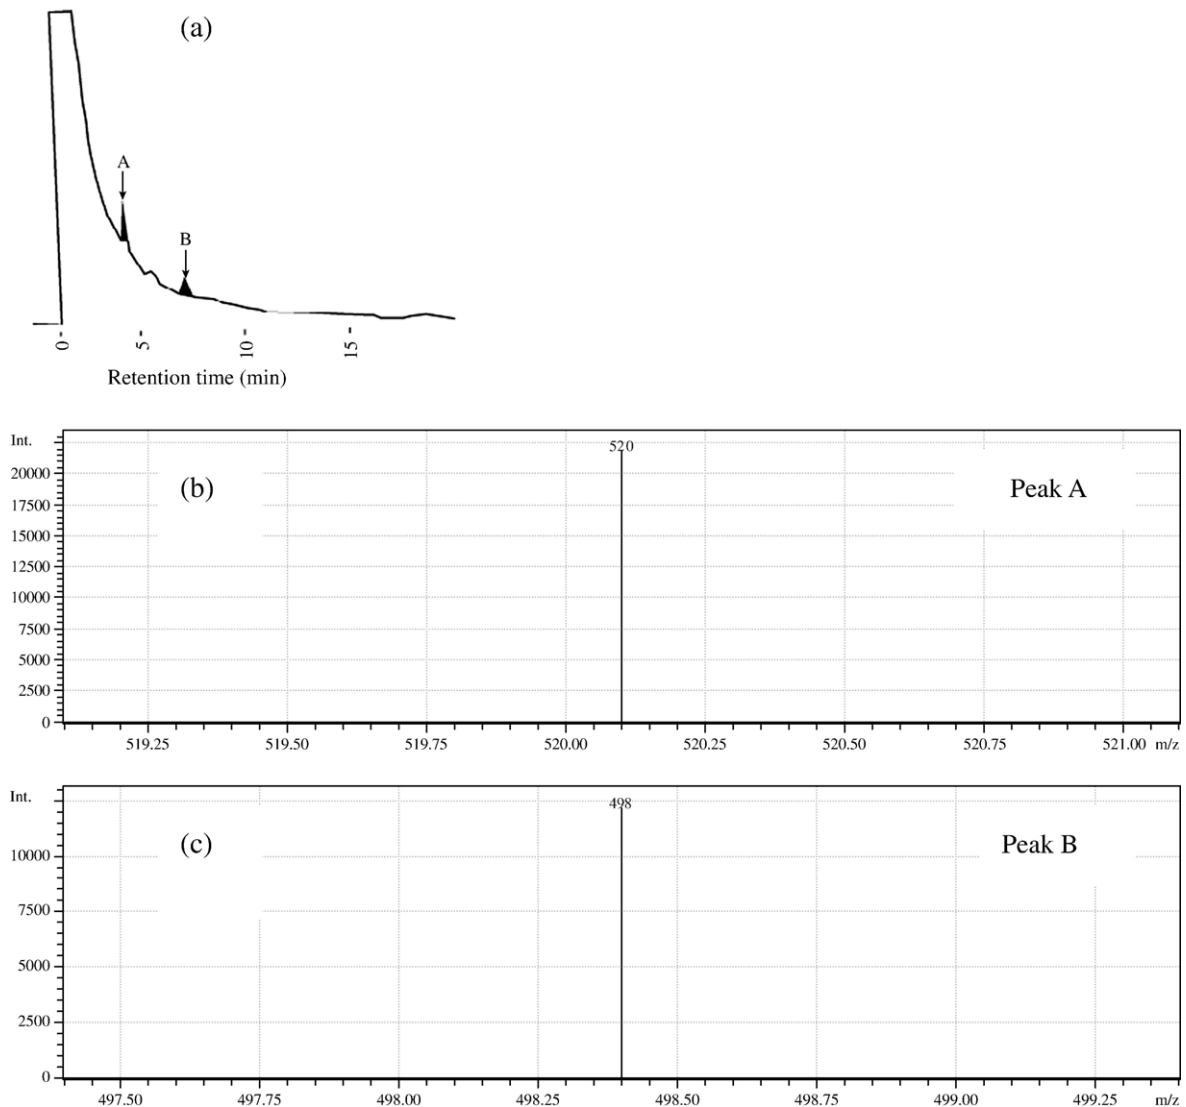 (a)
A
B
0 5 10 15
Retention time (min)
Int.
520
20000
(b)
Peak A
17500
15000
12500
10000
7500
5000
2500
0
519.25 519.50 519.75 520.00 520.25 520.50 520.75 521.00 m/z
Int.
498
(c)
Peak B
10000
7500
5000
2500
0
497.50 497.75 498.00 498.25 498.50 498.75 499.00 499.25 m/z